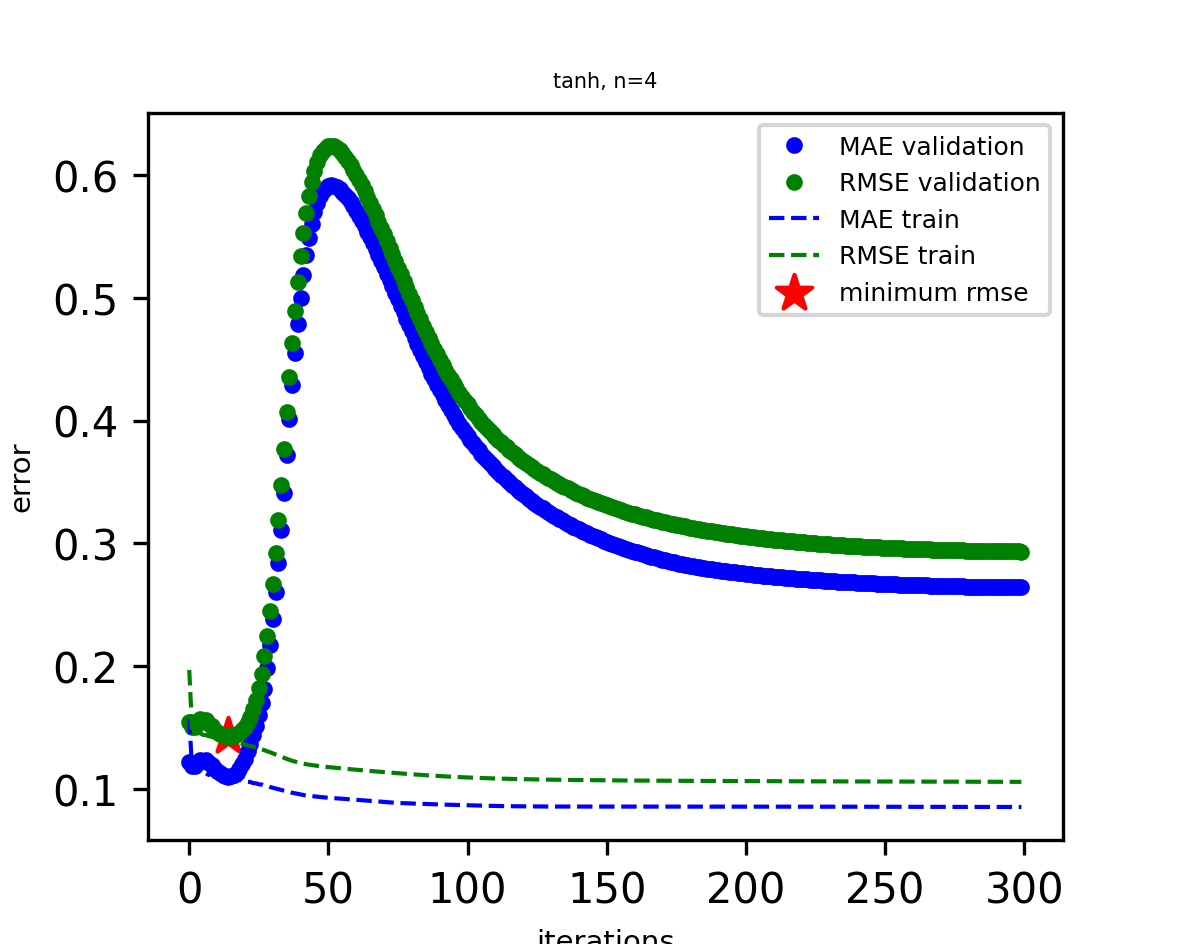 tanh, n=4
MAE validation
RMSE validation
MAE train
RMSE train
minimum rmse
0.6
0.5
0.4
0.3
0.2
0.1
error
0 50 100 150 200 250 300
iterations